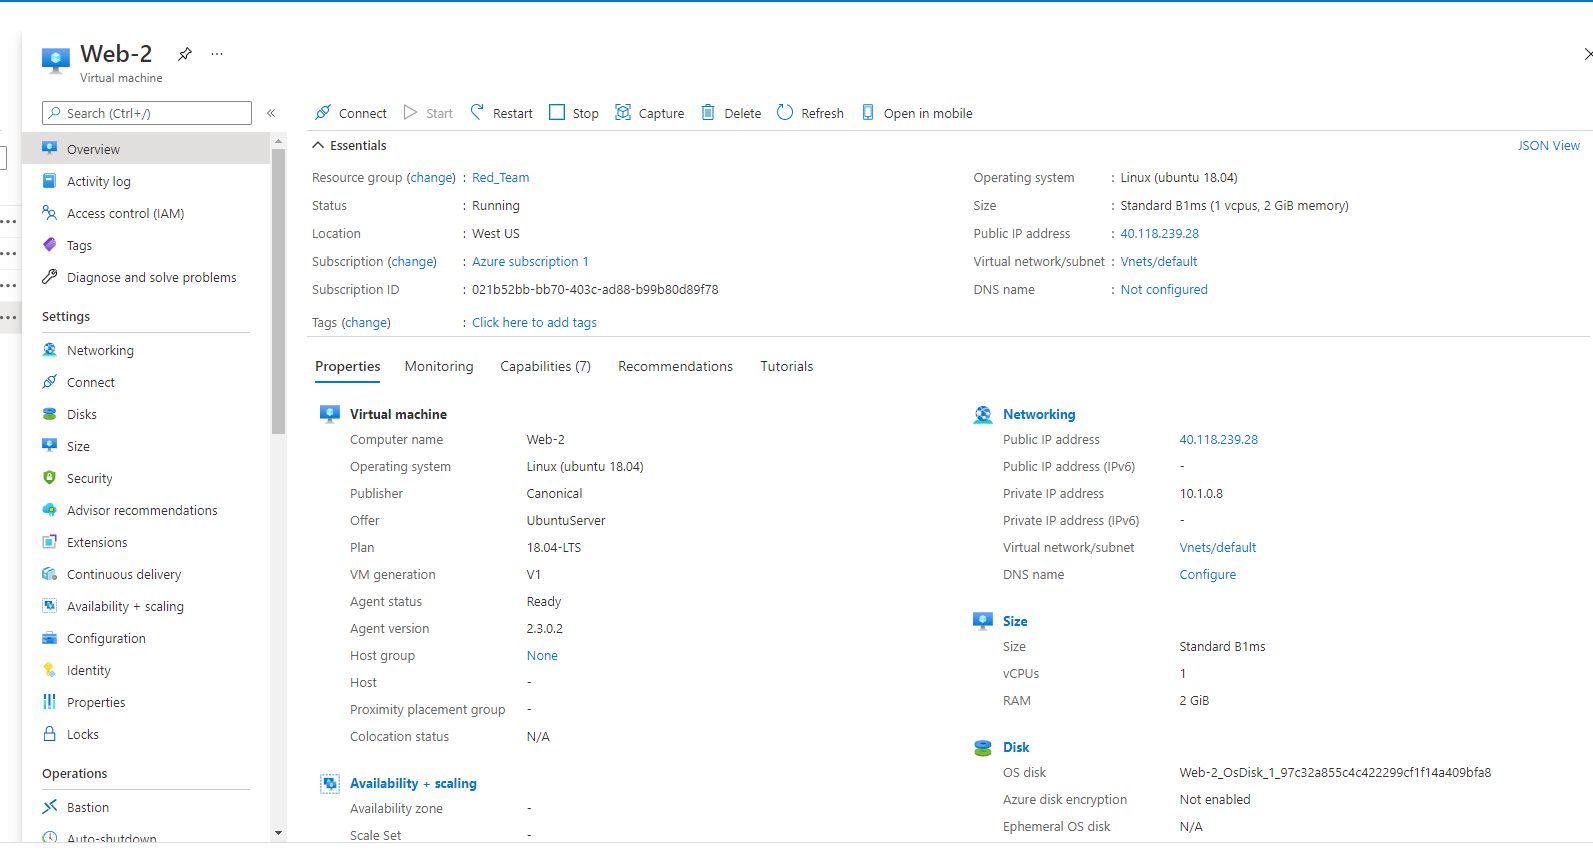 Web-2
Virtual machine
Search (Ctrl+/)
Overview
Activity log
Access control (IAM)
Tags
Diagnose and solve problems
Settings
Networking
Connect
Disks
Size
Security
Advisor recommendations
Extensions
Continuous delivery
Availability + scaling
Configuration
Identity
Properties
Locks
Operations
Bastion
Auto-shutdown
Connect Start Restart Stop Capture Delete Refresh Open in mobile
Essentials JSON View
Resource group (change) : Red_Team
Status : Running
Location : West US
Subscription (change) : Azure subscription 1
Subscription ID : 021b52bb-bb70-403c-ad88-b99b80d89f78
Tags (change) : Click here to add tags
Operating system : Linux (ubuntu 18.04)
Size : Standard B1ms (1 vcpus, 2 GiB memory)
Public IP address : 40.118.239.28
Virtual network/subnet : Vnets/default
DNS name : Not configured
Properties Monitoring Capabilities (7) Recommendations Tutorials
Virtual machine
Computer name Web-2
Operating system Linux (ubuntu 18.04)
Publisher Canonical
Offer UbuntuServer
Plan 18.04-LTS
VM generation V1
Agent status Ready
Agent version 2.3.0.2
Host group None
Host -
Proximity placement group -
Colocation status N/A
Availability + scaling
Availability zone -
Scale Set -
Networking
Public IP address 40.118.239.28
Public IP address (IPv6) -
Private IP address 10.1.0.8
Private IP address (IPv6) -
Virtual network/subnet Vnets/default
DNS name Configure
Size
Size Standard B1ms
vCPUs 1
RAM 2 GiB
Disk
OS disk Web-2_OsDisk_1_97c32a855c4c422299cf1f14a409bfa8
Azure disk encryption Not enabled
Ephemeral OS disk N/A